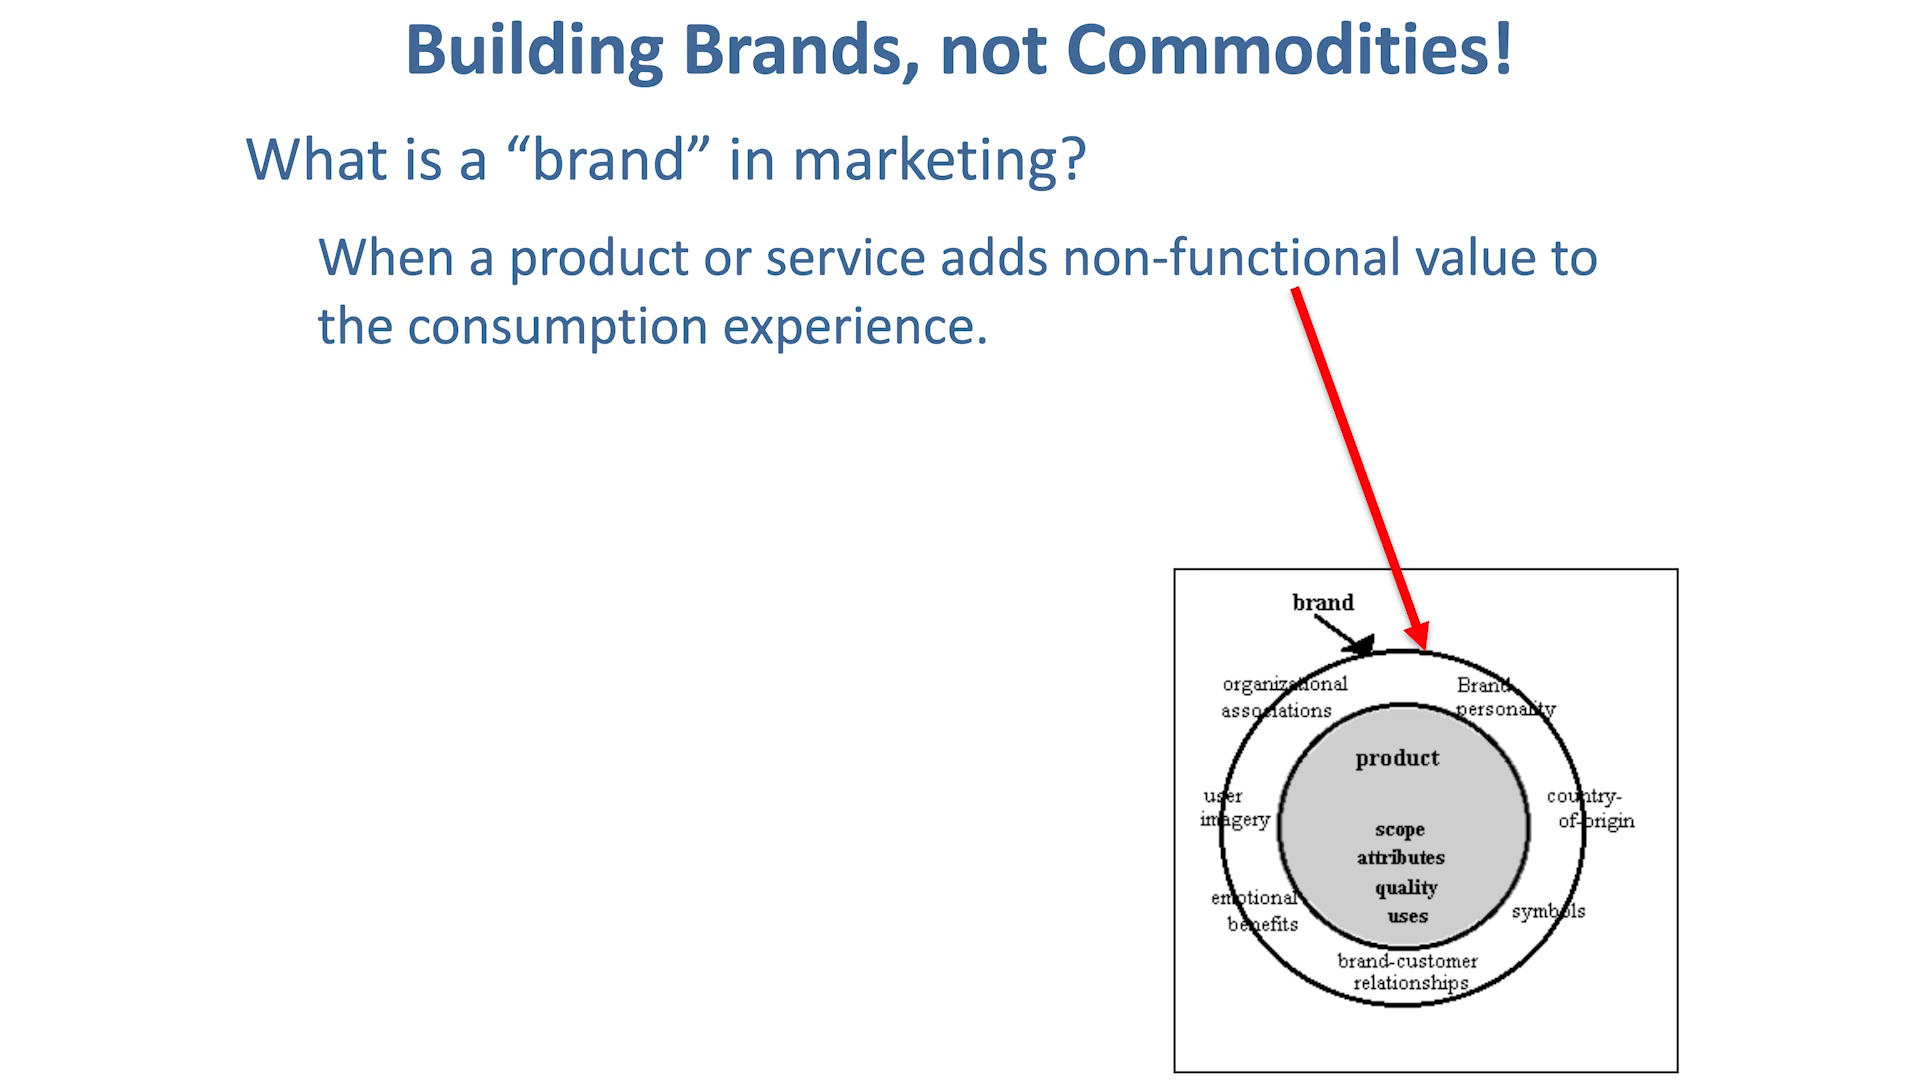 Building Brands, not Commodities!
What is a “brand” in marketing?
When a product or service adds non-functional value to
the consumption experience.
brand
organizational
associations
Brand
personality
product
user
imagery
country-
of-origin
scope
attributes
quality
uses
emotional
benefits
symbols
brand-customer
relationships